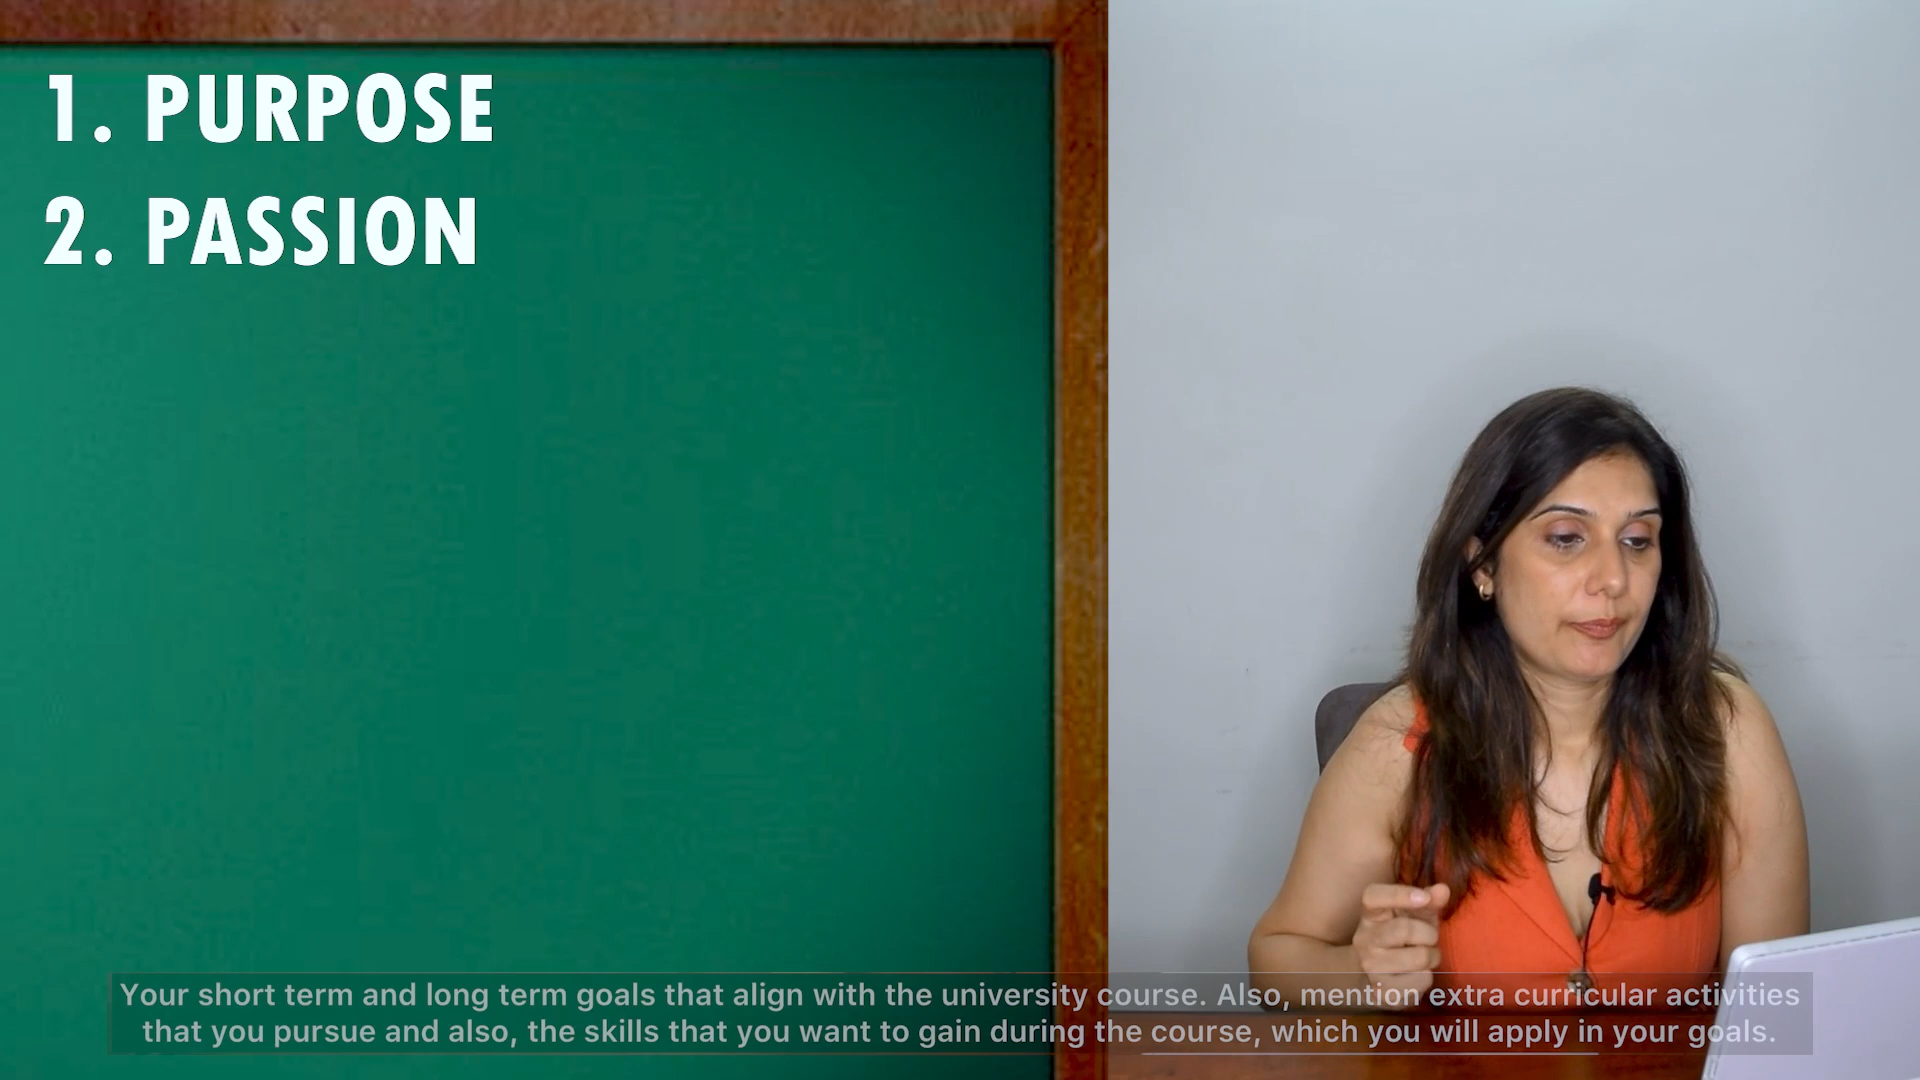 1. PURPOSE
2. PASSION
Your short term and long term goals that align with the university course. Also, mention extra curricular activities
that you pursue and also, the skills that you want to gain during the course, which you will apply in your goals.